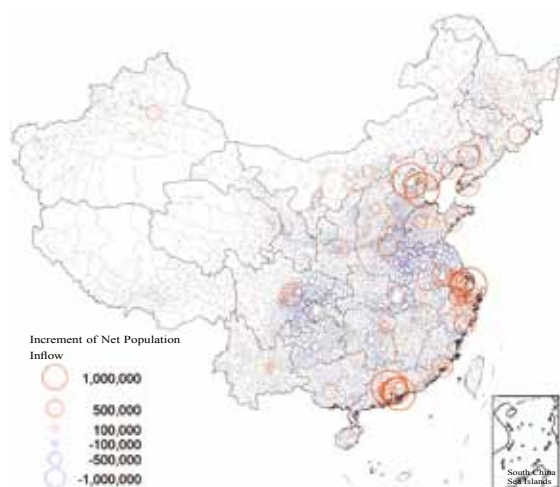 Increment of Net Population
Inflow
1,000,000
500,000
100,000
-100,000
-500,000
-1,000,000
South China
Sea Islands